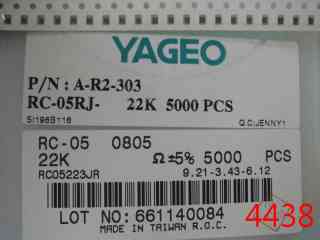 YAGEO
P/N : A-R2-303
RC-05RJ- 22K 5000 PCS
51196B116 Q.C:JENNY1
RC-05 0805
22K Ω±5% 5000 PCS
RC05223JR 9.21-3.43-6.12
LOT NO:661140084
MADE IN TAIWAN R.O.C.
4438